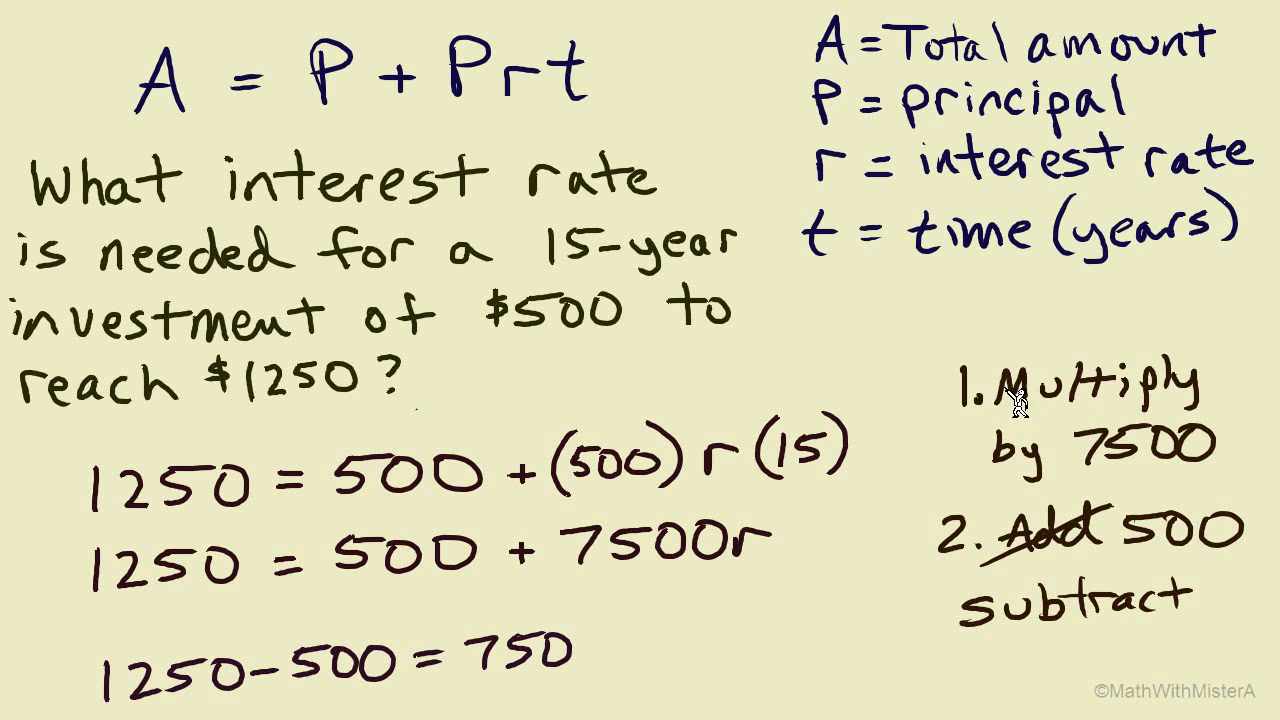 A = P + Prt
What interest rate
is needed for a 15-year
investment of $500 to
reach $1250?
1250 = 500 + (500) r (15)
1250 = 500 + 7500r
1250 - 500 = 750
A = Total amount
P = principal
r = interest rate
t = time (years)
1. Multiply
by 7500
2. Add 500
subtract
©MathWithMisterA